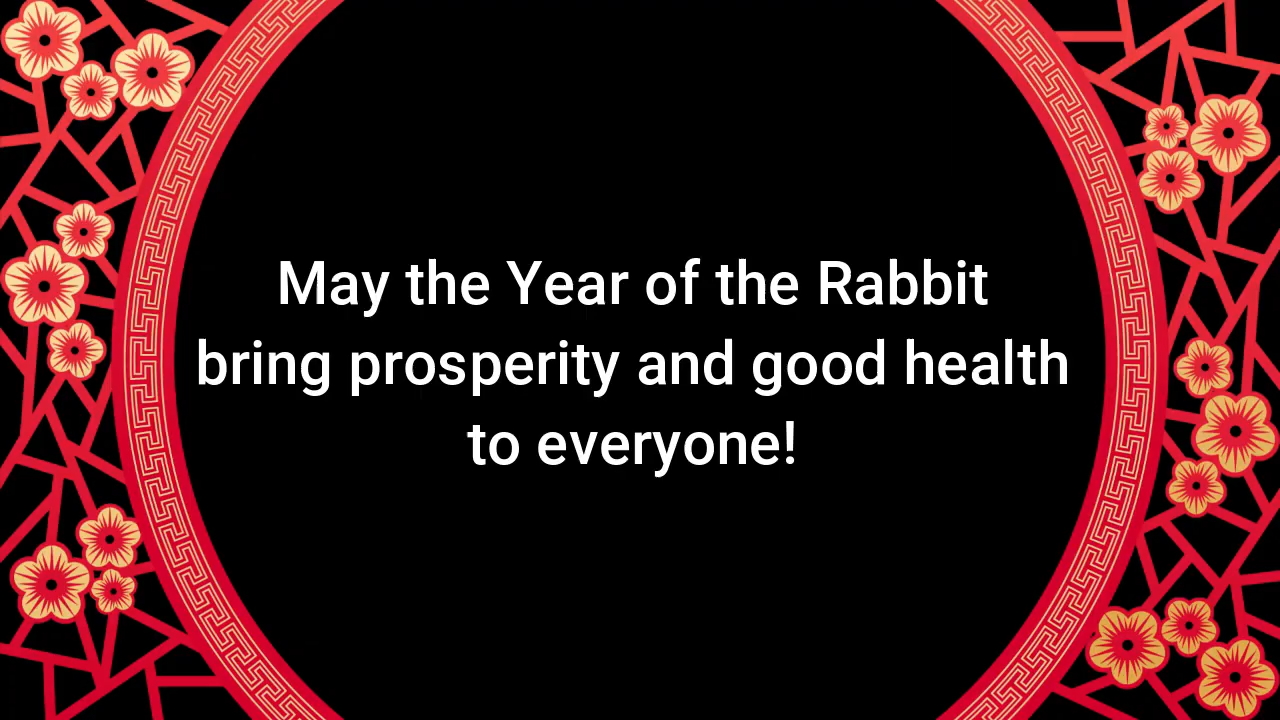 May the Year of the Rabbit
bring prosperity and good health
to everyone!